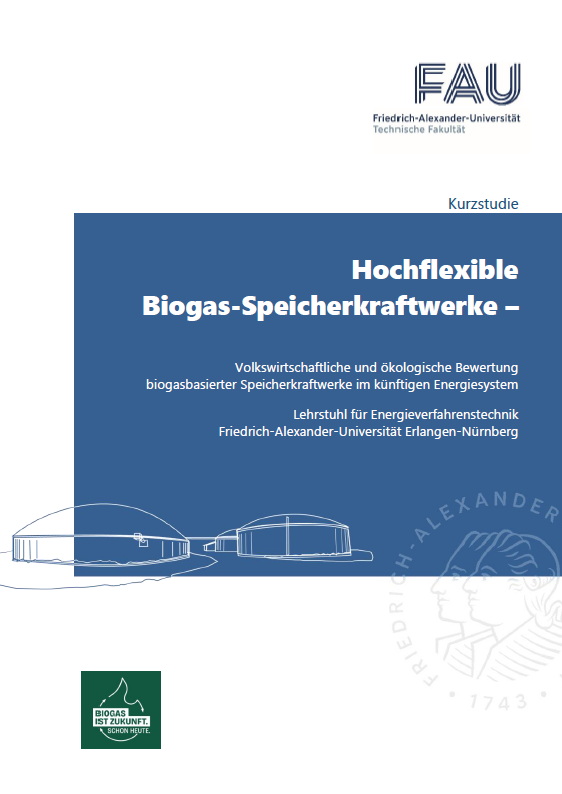 FAU
Friedrich-Alexander-Universität
Technische Fakultät
Kurzstudie
Hochflexible
Biogas-Speicherkraftwerke –
Volkswirtschaftliche und ökologische Bewertung
biogasbasierter Speicherkraftwerke im künftigen Energiesystem
Lehrstuhl für Energieverfahrenstechnik
Friedrich-Alexander-Universität Erlangen-Nürnberg
FRIEDRICH-ALEXANDER
• 1743 •
BIOGAS
IST ZUKUNFT.
SCHON HEUTE.